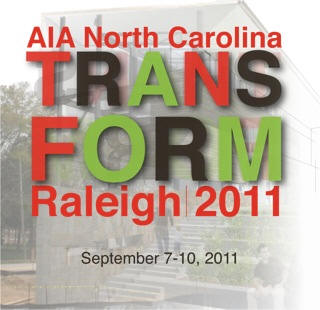 AIA North Carolina
TRANS
FORM
Raleigh|2011
September 7-10, 2011